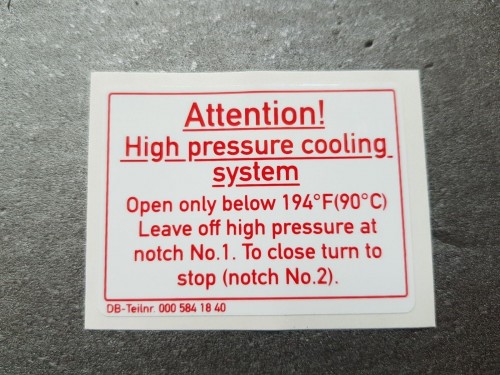 Attention!
High pressure cooling
system
Open only below 194°F(90°C)
Leave off high pressure at
notch No.1. To close turn to
stop (notch No.2).
DB-Teilnr. 000 584 18 40